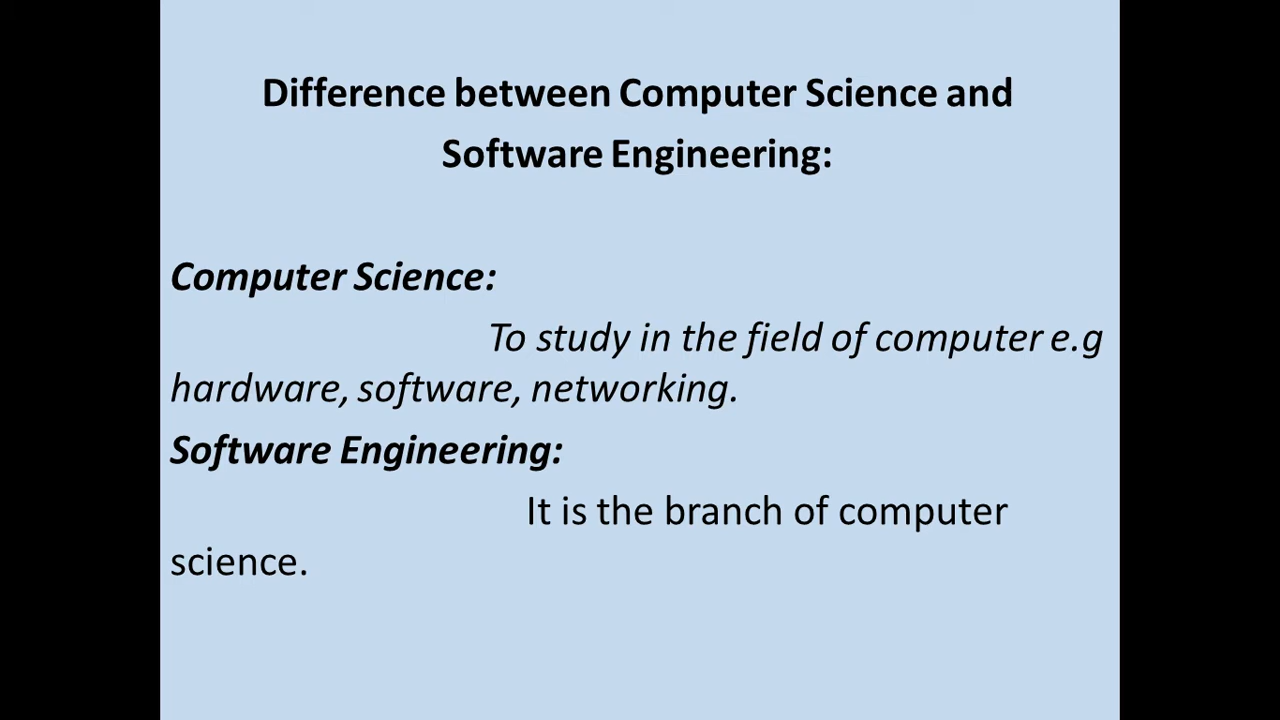 Difference between Computer Science and
Software Engineering:
Computer Science:
To study in the field of computer e.g
hardware, software, networking.
Software Engineering:
It is the branch of computer
science.